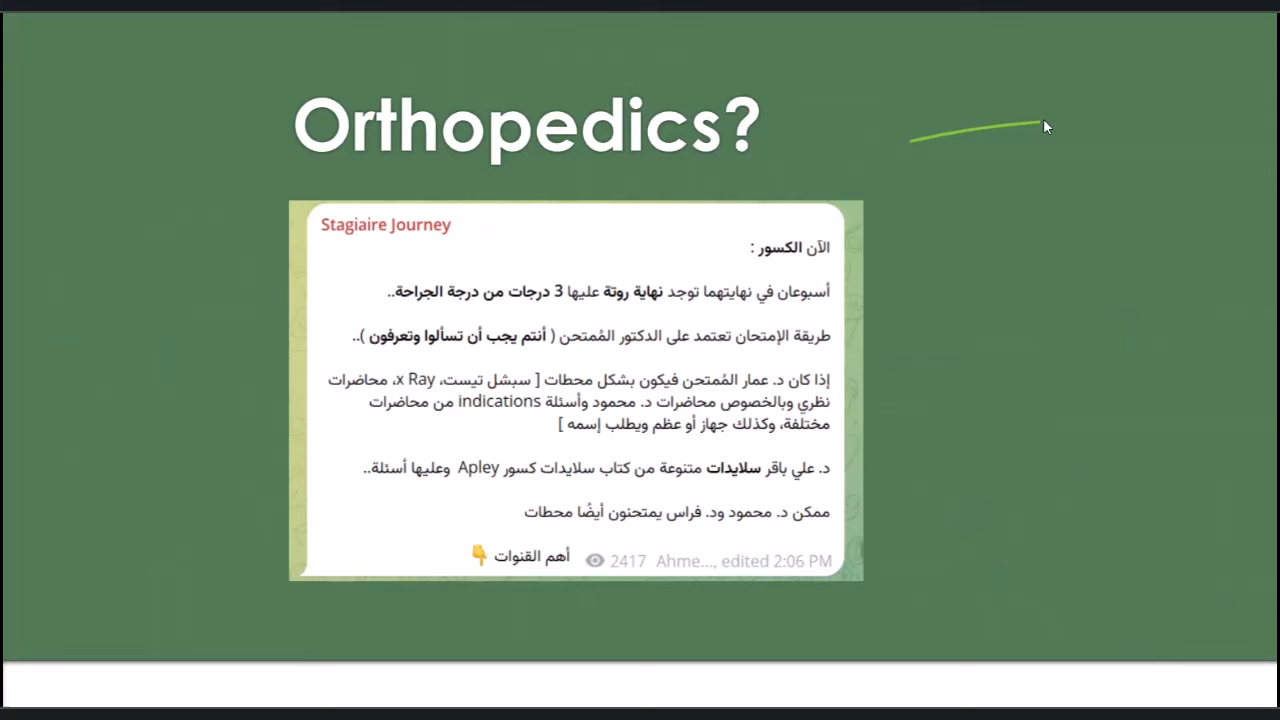 Orthopedics?
Stagiaire Journey
الآن الكسور :
أسبوعان في نهايتهما توجد نهاية روتة عليها 3 درجات من درجة الجراحة..
طريقة الإمتحان تعتمد على الدكتور المُمتحن ( أنتم يجب أن تسألوا وتعرفون )..
إذا كان د. عمار المُمتحن فيكون بشكل محطات [ سبشل تيست، x Ray، محاضرات
نظري وبالخصوص محاضرات د. محمود وأسئلة indications من محاضرات
مختلفة، وكذلك جهاز أو عظم ويطلب إسمه ]
د. علي باقر سلايدات متنوعة من كتاب سلايدات كسور Apley وعليها أسئلة..
ممكن د. محمود ود. فراس يمتحنون أيضًا محطات
أهم القنوات 👇
2417 Ahme..., edited 2:06 PM